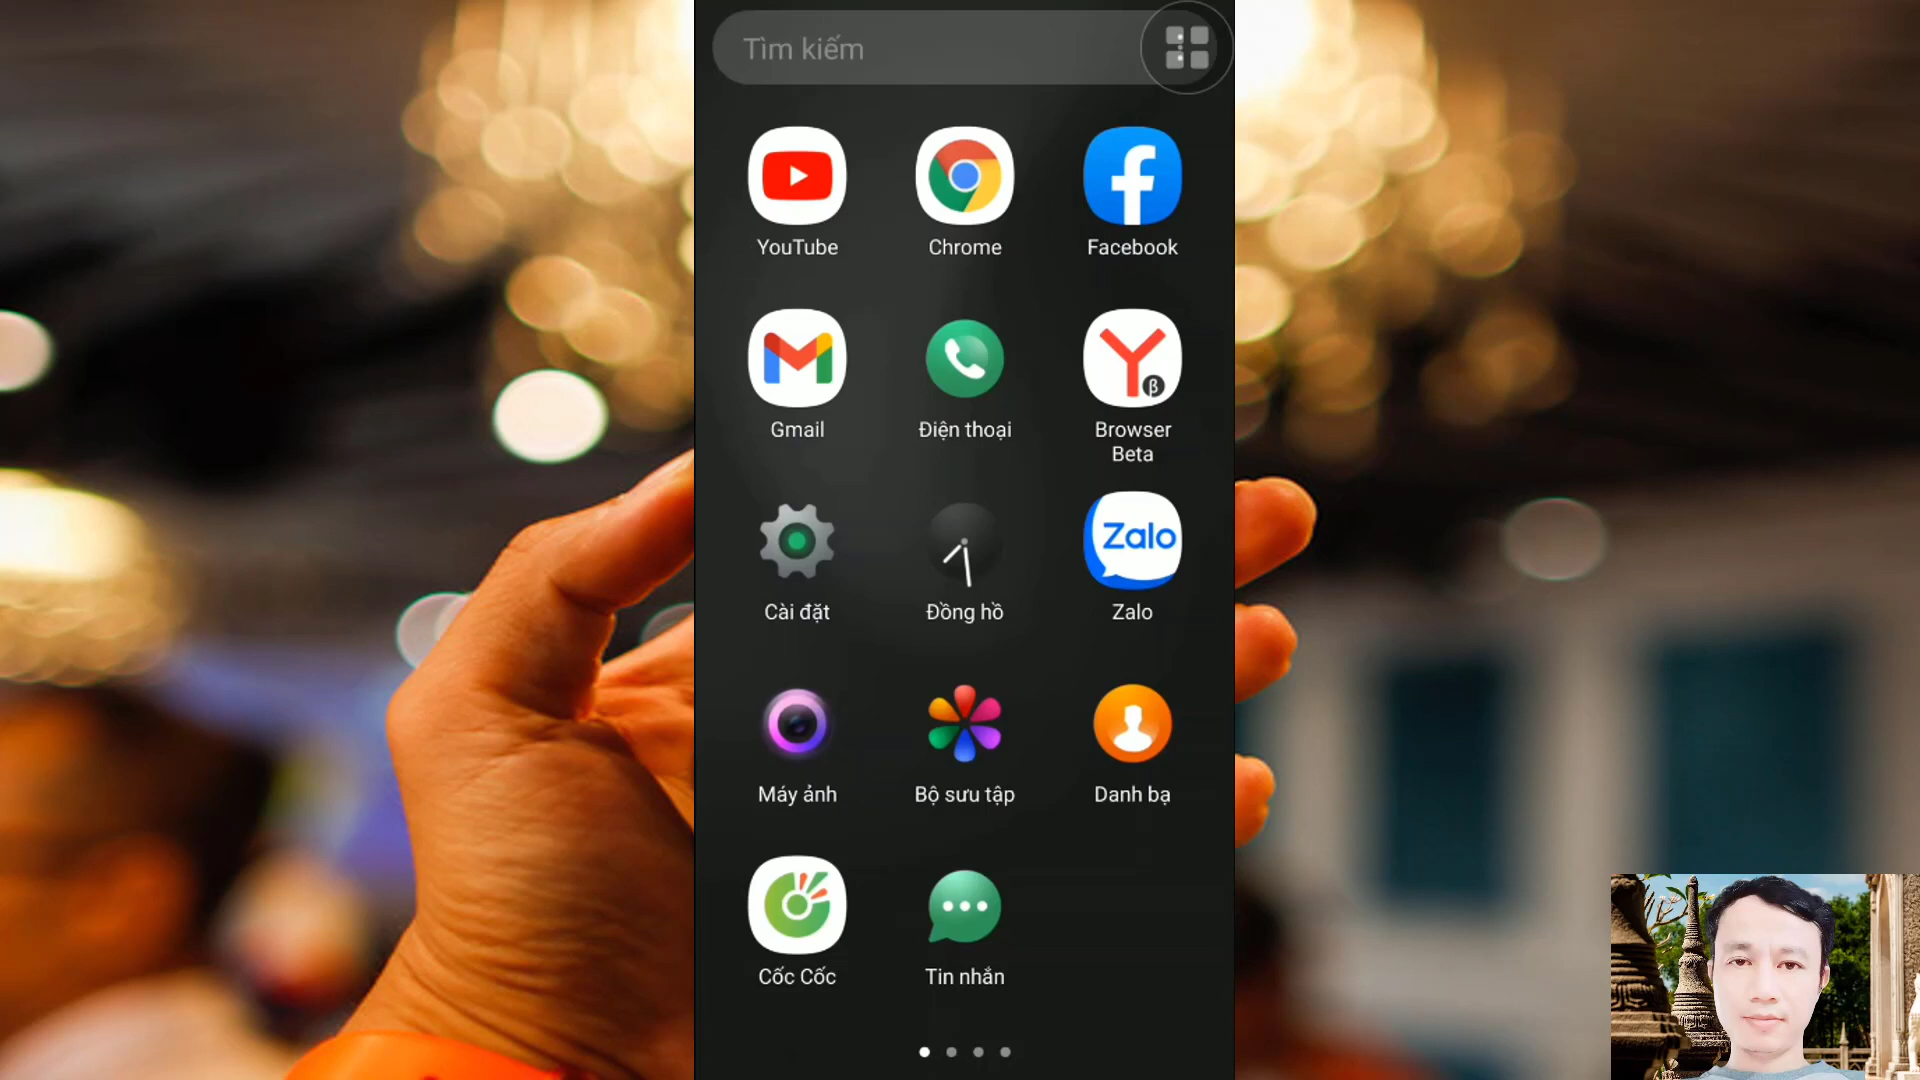 Tìm kiếm
YouTube
Chrome
Facebook
Gmail
Điện thoại
β
Browser
Beta
Cài đặt
Đồng hồ
Zalo
Zalo
Máy ảnh
Bộ sưu tập
Danh bạ
Cốc Cốc
Tin nhắn